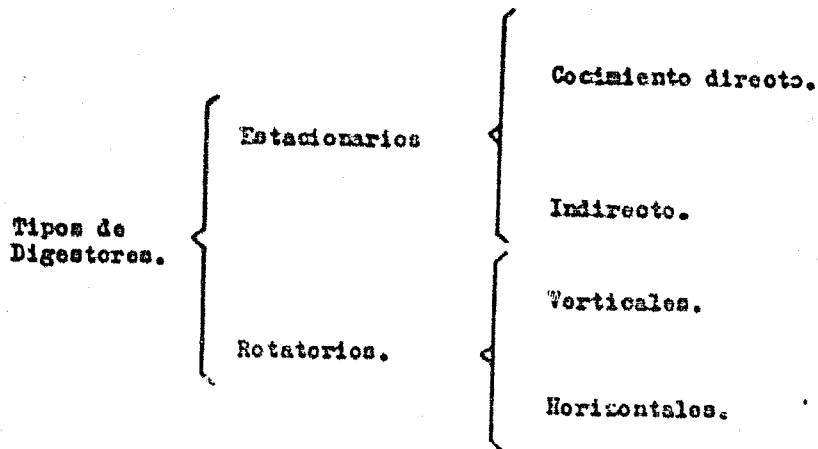 Cocimiento directo.
Estacionarios
Indirecto.
Tipos de
Digestores.
Verticales.
Rotatorios.
Horizontales.